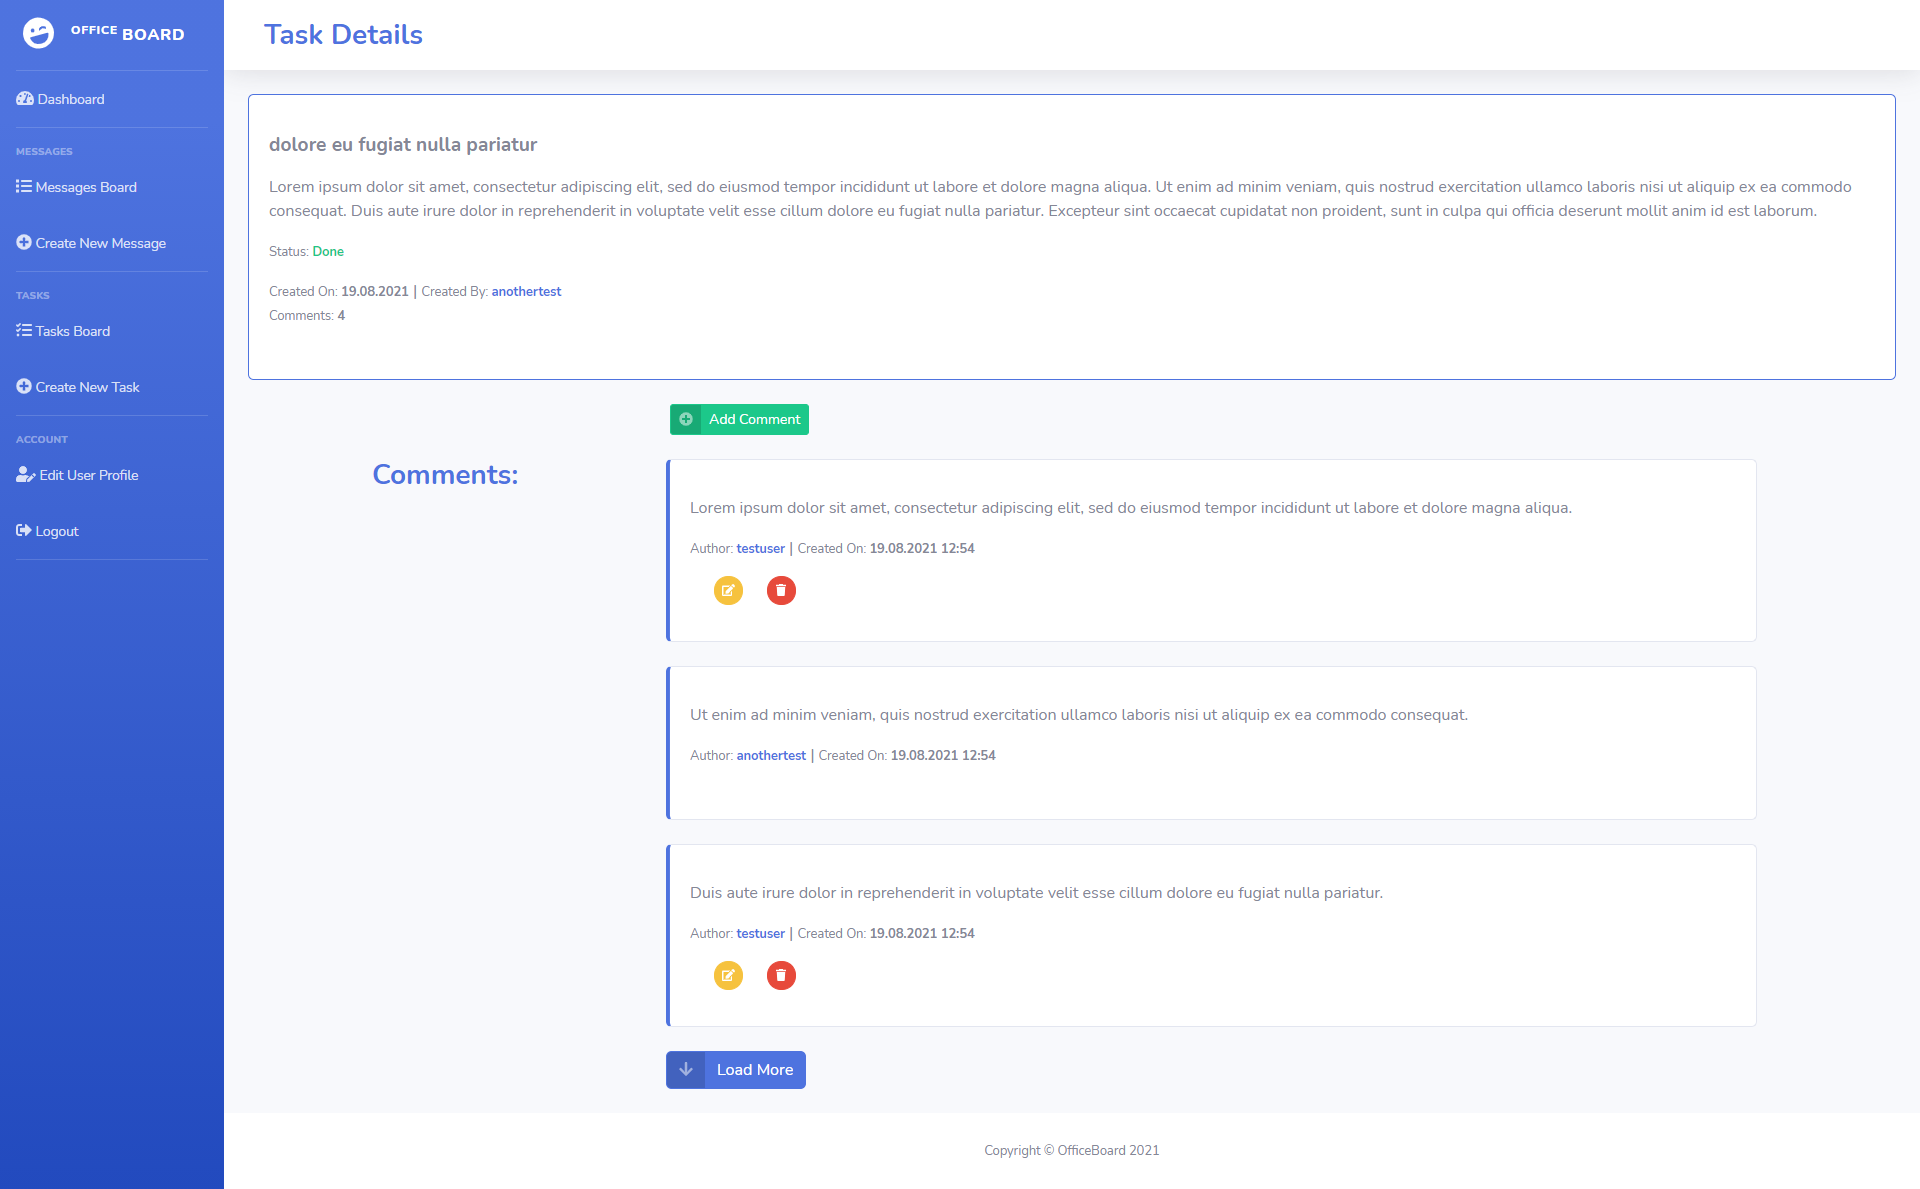 OFFICE BOARD
Dashboard
MESSAGES
Messages Board
Create New Message
TASKS
Tasks Board
Create New Task
ACCOUNT
Edit User Profile
Logout
Task Details
dolore eu fugiat nulla pariatur
Lorem ipsum dolor sit amet, consectetur adipiscing elit, sed do eiusmod tempor incididunt ut labore et dolore magna aliqua. Ut enim ad minim veniam, quis nostrud exercitation ullamco laboris nisi ut aliquip ex ea commodo
consequat. Duis aute irure dolor in reprehenderit in voluptate velit esse cillum dolore eu fugiat nulla pariatur. Excepteur sint occaecat cupidatat non proident, sunt in culpa qui officia deserunt mollit anim id est laborum.
Status: Done
Created On: 19.08.2021 | Created By: anothertest
Comments: 4
Add Comment
Comments:
Lorem ipsum dolor sit amet, consectetur adipiscing elit, sed do eiusmod tempor incididunt ut labore et dolore magna aliqua.
Author: testuser | Created On: 19.08.2021 12:54
Ut enim ad minim veniam, quis nostrud exercitation ullamco laboris nisi ut aliquip ex ea commodo consequat.
Author: anothertest | Created On: 19.08.2021 12:54
Duis aute irure dolor in reprehenderit in voluptate velit esse cillum dolore eu fugiat nulla pariatur.
Author: testuser | Created On: 19.08.2021 12:54
Load More
Copyright © OfficeBoard 2021